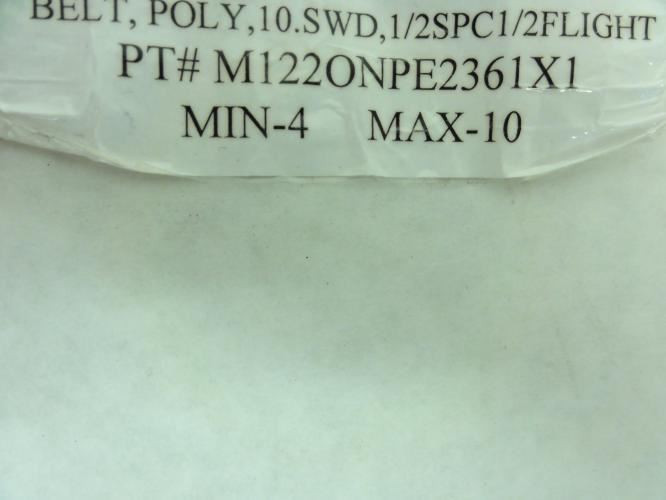 BELT, POLY,10.SWD,1/2SPC1/2FLIGHT
PT# M122ONPE2361X1
MIN-4 MAX-10